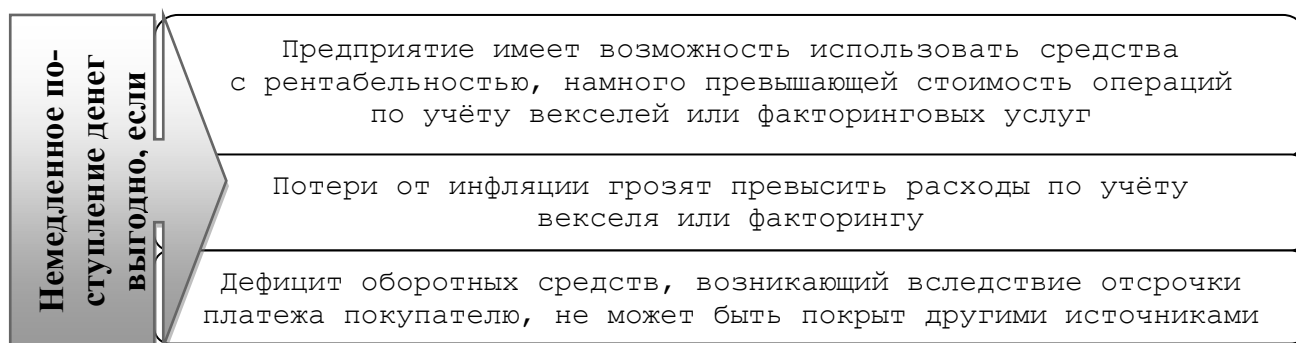 Немедленное по-
ступление денег
выгодно, если
Предприятие имеет возможность использовать средства
с рентабельностью, намного превышающей стоимость операций
по учёту векселей или факторинговых услуг
Потери от инфляции грозят превысить расходы по учёту
векселя или факторингу
Дефицит оборотных средств, возникающий вследствие отсрочки
платежа покупателю, не может быть покрыт другими источниками